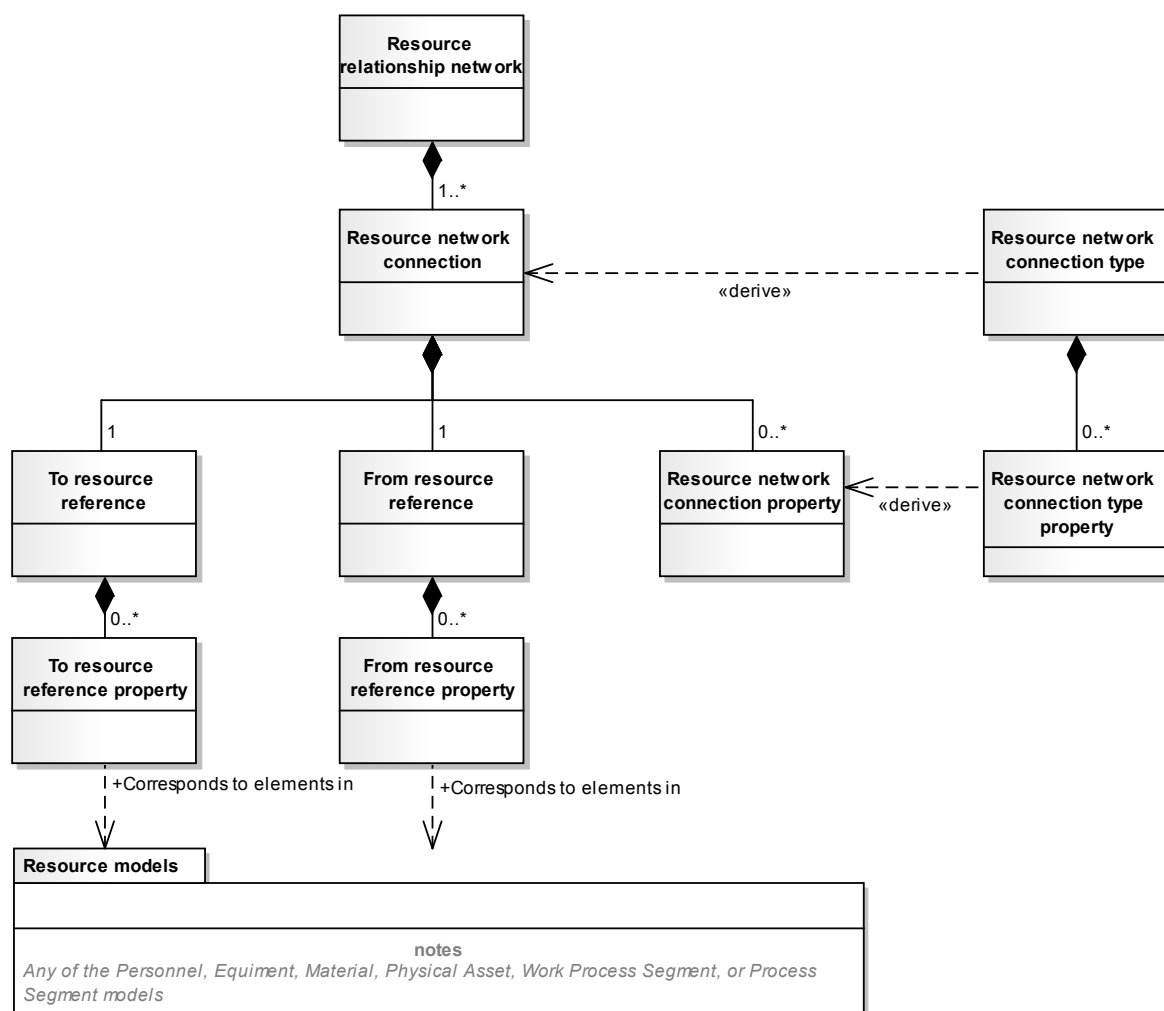 Resource
relationship network
1..*
Resource network
connection
Resource network
connection type
«derive»
1
1
0..*
0..*
To resource
reference
From resource
reference
Resource network
connection property
Resource network
connection type
property
«derive»
0..*
0..*
To resource
reference property
From resource
reference property
+Corresponds to elements in
+Corresponds to elements in
Resource models
notes
Any of the Personnel, Equiment, Material, Physical Asset, Work Process Segment, or Process
Segment models